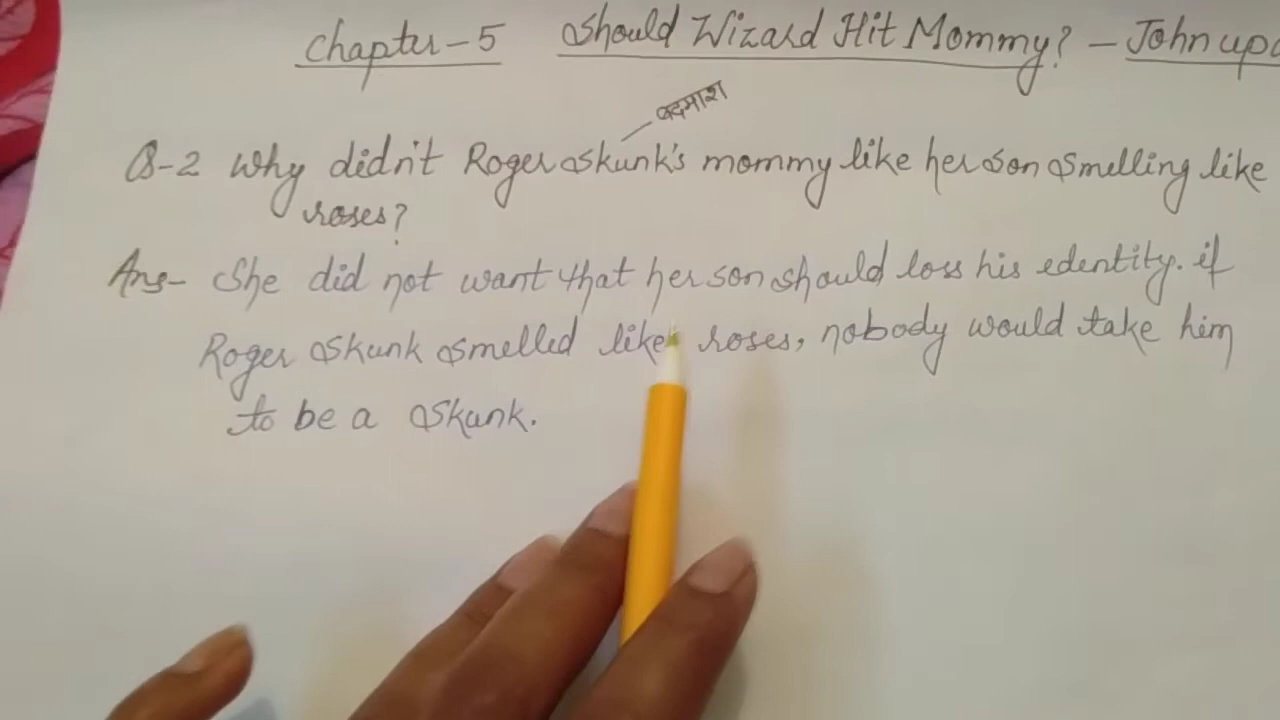 Chapter-5 Should Wizard Hit Mommy? - John upd
बदमाश
Q-2 Why didn't Roger Skunk's mommy like her son smelling like
roses?
Ans- She did not want that her son should loss his edentity. if
Roger Skunk smelled like roses, nobody would take him
to be a Skunk.